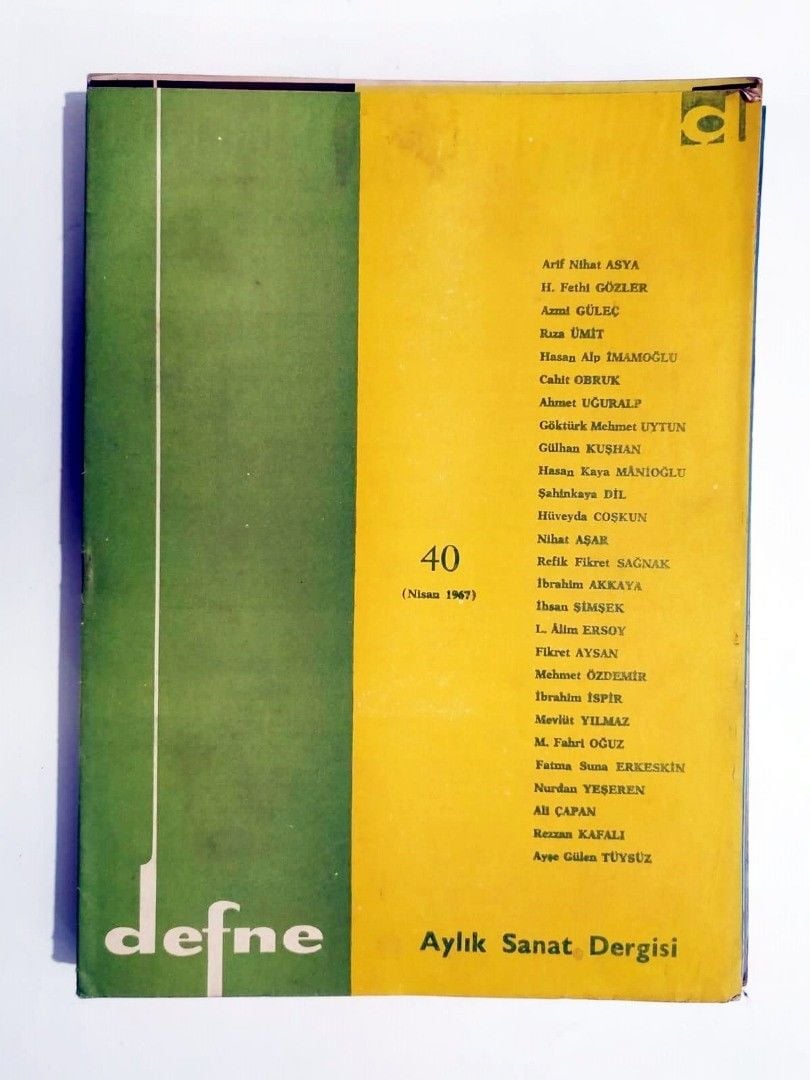 Arif Nihat ASYA
H. Fethi GÖZLER
Azmi GÜLEÇ
Rıza ÜMİT
Hasan Alp İMAMOĞLU
Cahit OBRUK
Ahmet UĞURALP
Göktürk Mehmet UYTUN
Gülhan KUŞHAN
Hasan Kaya MÂNİOĞLU
Şahinkaya DİL
Hüveyda COŞKUN
Nihat AŞAR
Refik Fikret SAĞNAK
İbrahim AKKAYA
İhsan ŞİMŞEK
L. Âlim ERSOY
Fikret AYSAN
Mehmet ÖZDEMİR
İbrahim İSPİR
Mevlüt YILMAZ
M. Fahri OĞUZ
Fatma Suna ERKESKİN
Nurdan YEŞEREN
Ali ÇAPAN
Rezzan KAFALI
Ayşe Gülen TÜYSÜZ
40
(Nisan 1967)
defne
Aylık Sanat Dergisi